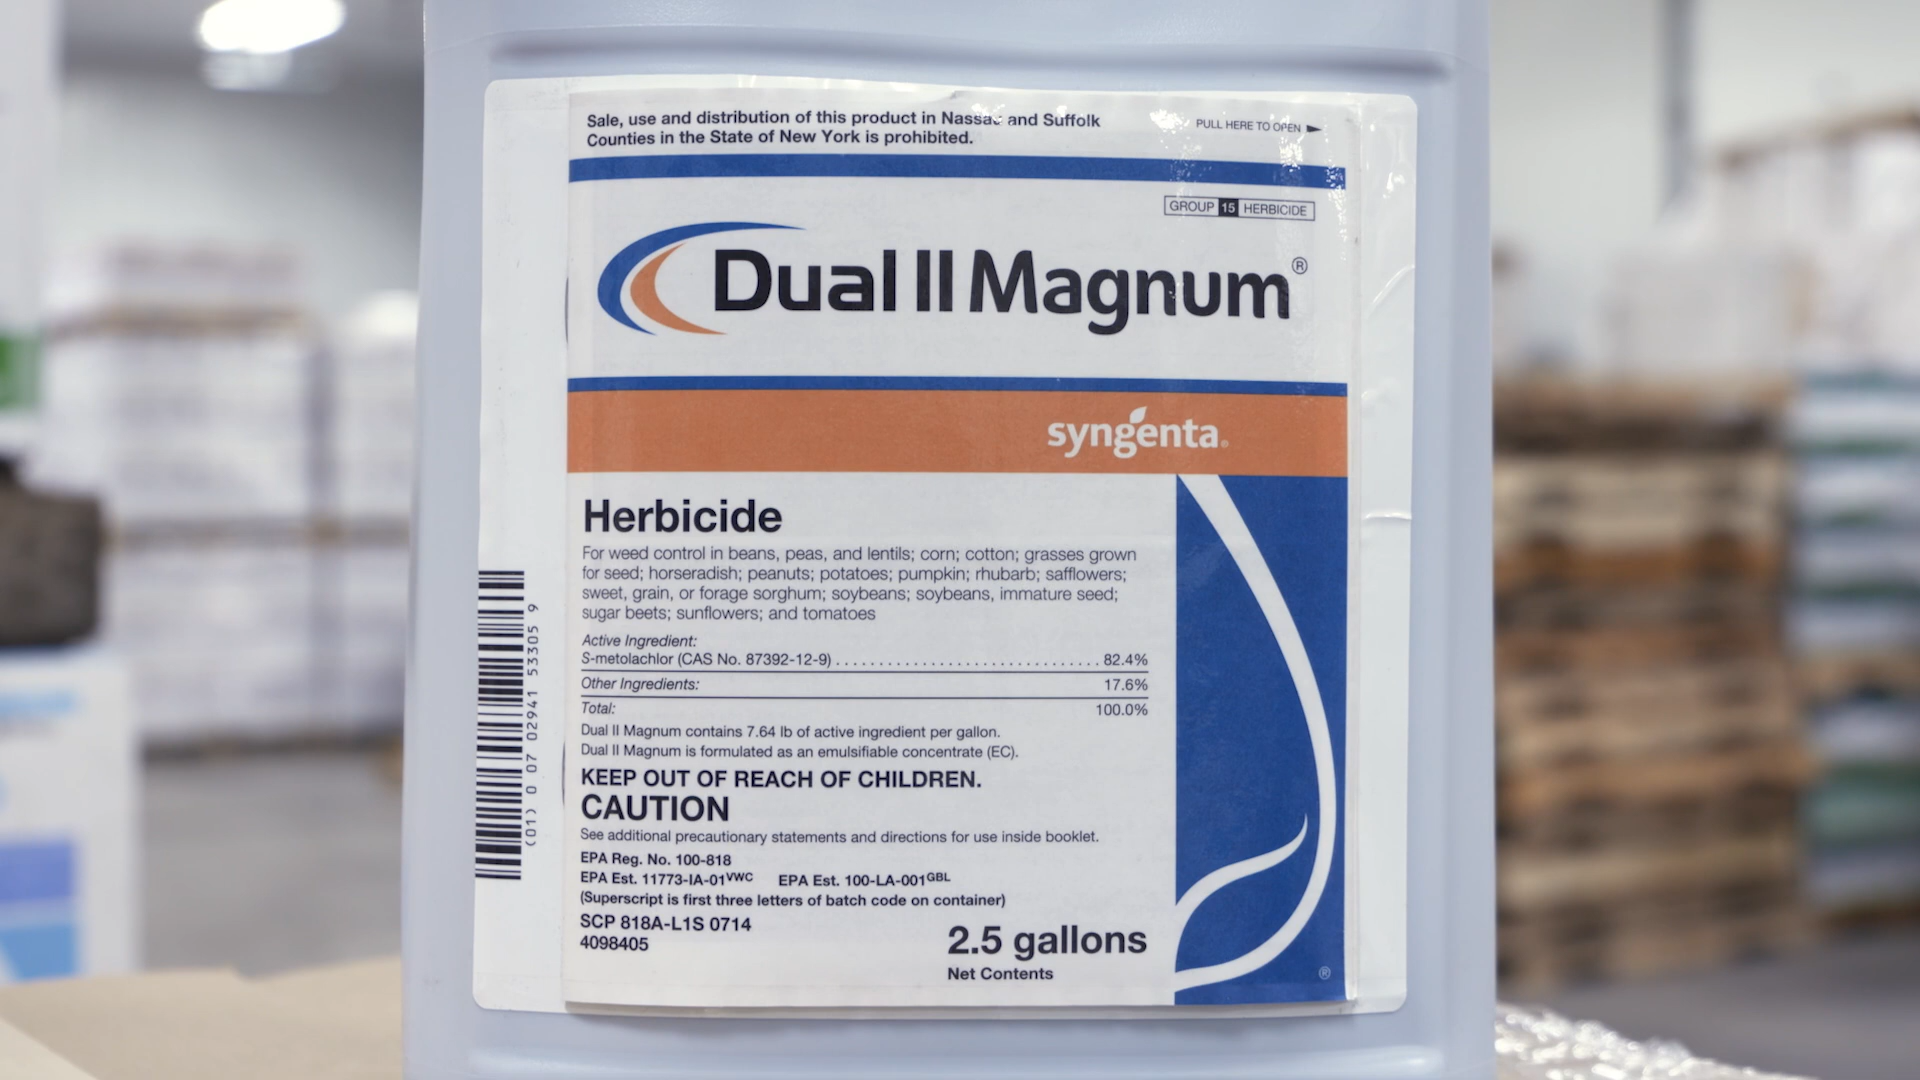 Sale, use and distribution of this product in Nassau and Suffolk
Counties in the State of New York is prohibited.
PULL HERE TO OPEN
GROUP 15 HERBICIDE
Dual II Magnum®
syngenta®
Herbicide
For weed control in beans, peas, and lentils; corn; cotton; grasses grown
for seed; horseradish; peanuts; potatoes; pumpkin; rhubarb; safflowers;
sweet, grain, or forage sorghum; soybeans; soybeans, immature seed;
sugar beets; sunflowers; and tomatoes
Active Ingredient:
S-metolachlor (CAS No. 87392-12-9) . . . . . . . . . . . . . . . . . . . . . . . . . . . . . . 82.4%
Other Ingredients: 17.6%
Total: 100.0%
Dual II Magnum contains 7.64 lb of active ingredient per gallon.
Dual II Magnum is formulated as an emulsifiable concentrate (EC).
KEEP OUT OF REACH OF CHILDREN.
CAUTION
See additional precautionary statements and directions for use inside booklet.
EPA Reg. No. 100-818
EPA Est. 11773-IA-01VWC EPA Est. 100-LA-001GBL
(Superscript is first three letters of batch code on container)
SCP 818A-L1S 0714
4098405
2.5 gallons
Net Contents
®
(01) 0 07 02941 53305 9